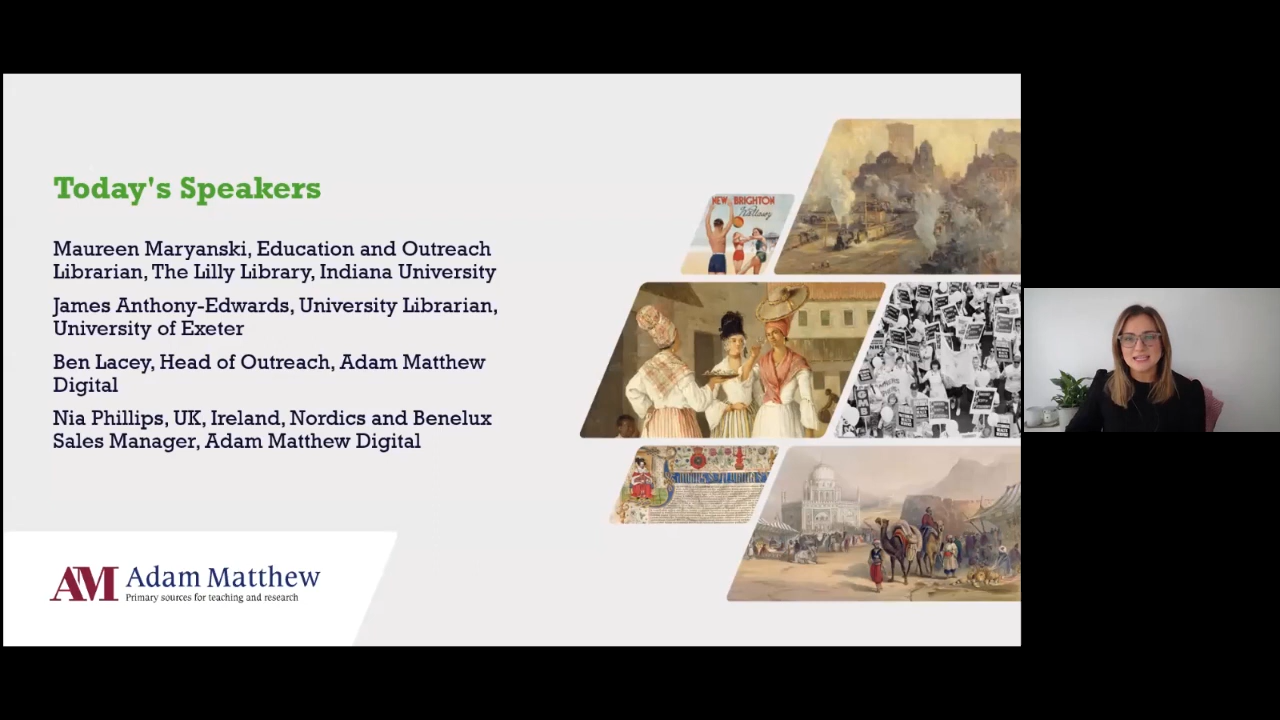 Today's Speakers
Maureen Maryanski, Education and Outreach
Librarian, The Lilly Library, Indiana University
James Anthony-Edwards, University Librarian,
University of Exeter
Ben Lacey, Head of Outreach, Adam Matthew
Digital
Nia Phillips, UK, Ireland, Nordics and Benelux
Sales Manager, Adam Matthew Digital
NEW BRIGHTON
AM Adam Matthew
Primary sources for teaching and research